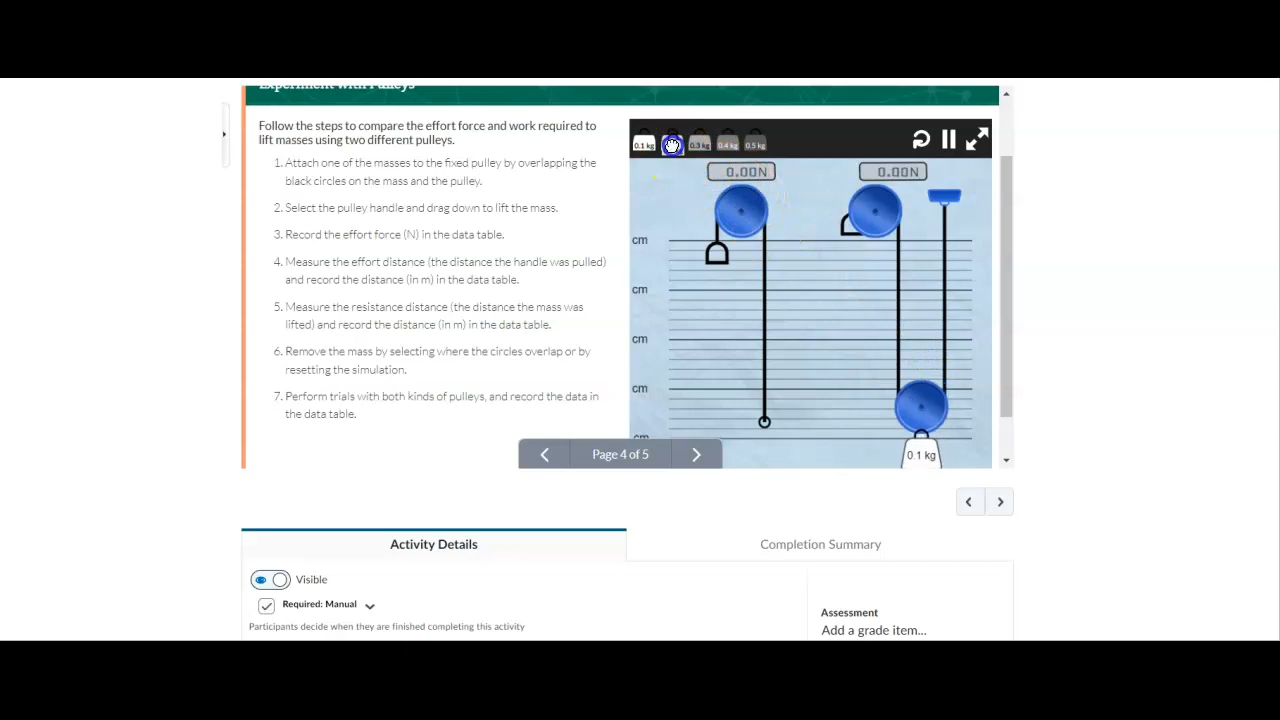 Experiment with Pulleys
Follow the steps to compare the effort force and work required to
lift masses using two different pulleys.
1. Attach one of the masses to the fixed pulley by overlapping the
black circles on the mass and the pulley.
2. Select the pulley handle and drag down to lift the mass.
3. Record the effort force (N) in the data table.
4. Measure the effort distance (the distance the handle was pulled)
and record the distance (in m) in the data table.
5. Measure the resistance distance (the distance the mass was
lifted) and record the distance (in m) in the data table.
6. Remove the mass by selecting where the circles overlap or by
resetting the simulation.
7. Perform trials with both kinds of pulleys, and record the data in
the data table.
0.1 kg 0.3 kg 0.4 kg 0.5 kg
0.00N 0.00N
cm
cm
cm
cm
cm
0.1 kg
Page 4 of 5
Activity Details
Completion Summary
Visible
Required: Manual
Participants decide when they are finished completing this activity
Assessment
Add a grade item...